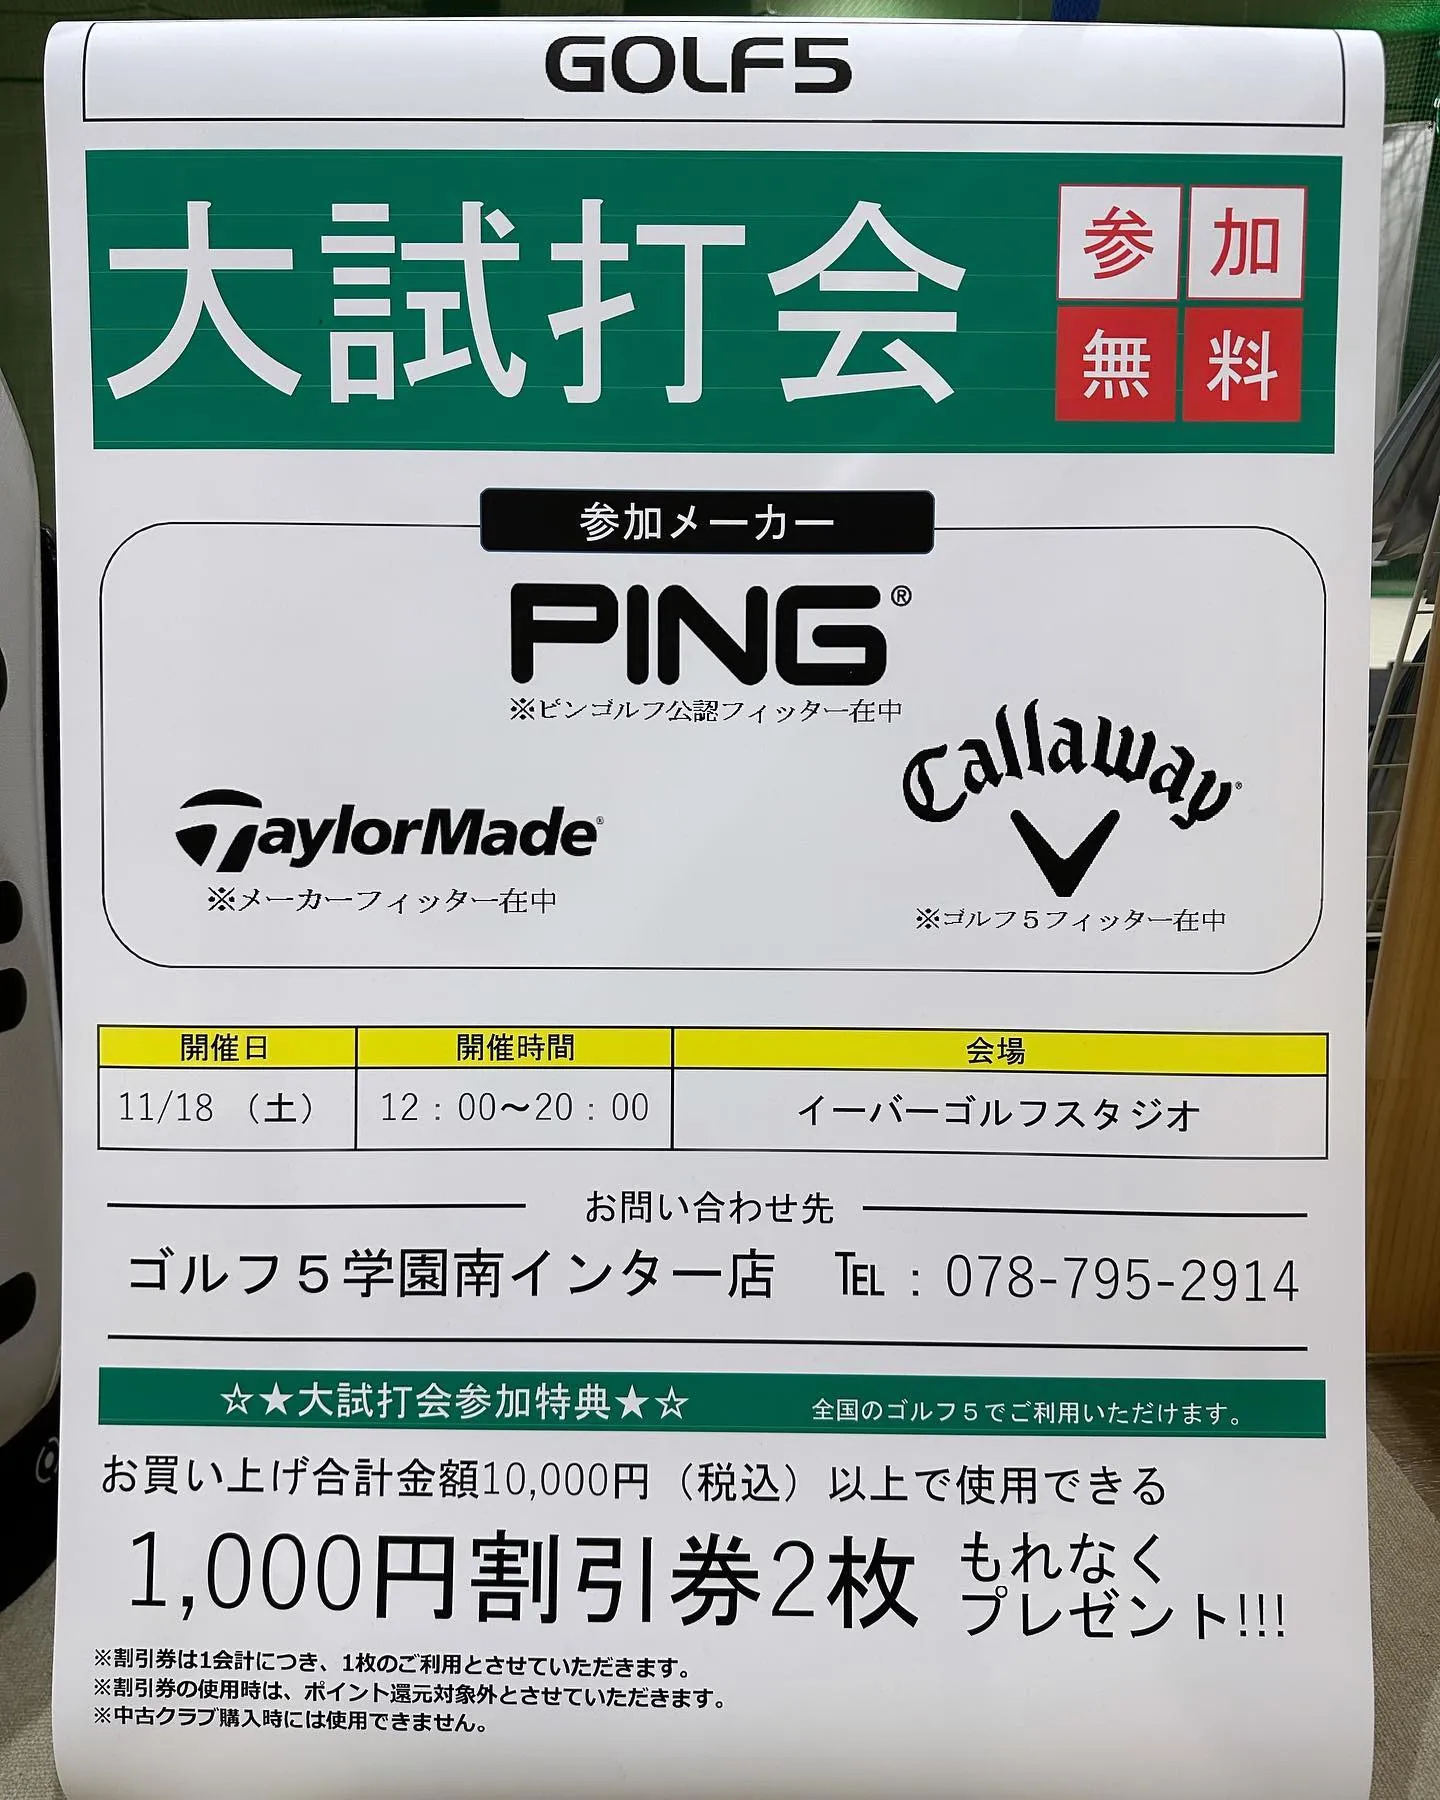 GOLF5
大試打会 参加無料
参加メーカー
PING®
※ピンゴルフ公認フィッター在中
Callaway®
TaylorMade®
※メーカーフィッター在中
※ゴルフ５フィッター在中
開催日 開催時間 会場
11/18 （土） 12：00～20：00 イーバーゴルフスタジオ
お問い合わせ先
ゴルフ５学園南インター店 TEL：078-795-2914
☆★大試打会参加特典★☆ 全国のゴルフ５でご利用いただけます。
お買い上げ合計金額10,000円（税込）以上で使用できる
1,000円割引券2枚 もれなく
プレゼント!!!
※割引券は1会計につき、1枚のご利用とさせていただきます。
※割引券の使用時は、ポイント還元対象外とさせていただきます。
※中古クラブ購入時には使用できません。